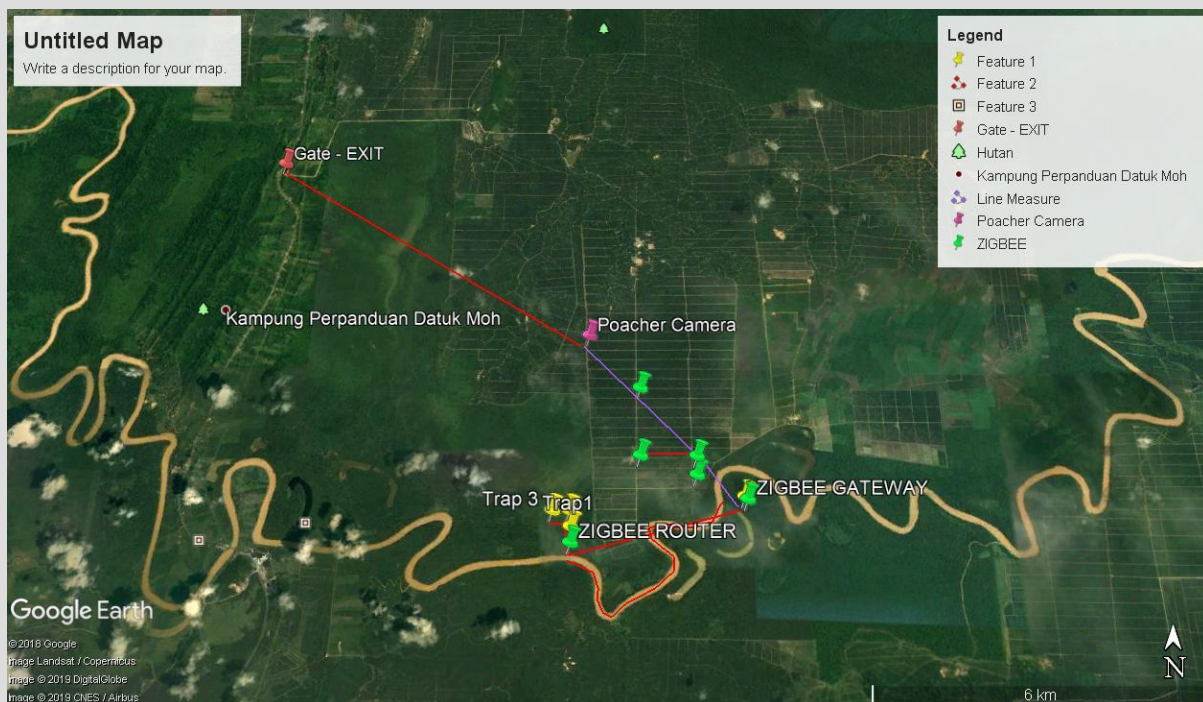 Untitled Map
Write a description for your map.
Legend
Feature 1
Feature 2
Feature 3
Gate - EXIT
Hutan
Kampung Perpanduan Datuk Moh
Line Measure
Poacher Camera
ZIGBEE
Gate - EXIT
Kampung Perpanduan Datuk Moh
Poacher Camera
Trap 3
Trap1
ZIGBEE GATEWAY
ZIGBEE ROUTER
Google Earth
© 2018 Google
Image Landsat / Copernicus
Image © 2019 DigitalGlobe
Image © 2019 CNES / Airbus
N
6 km